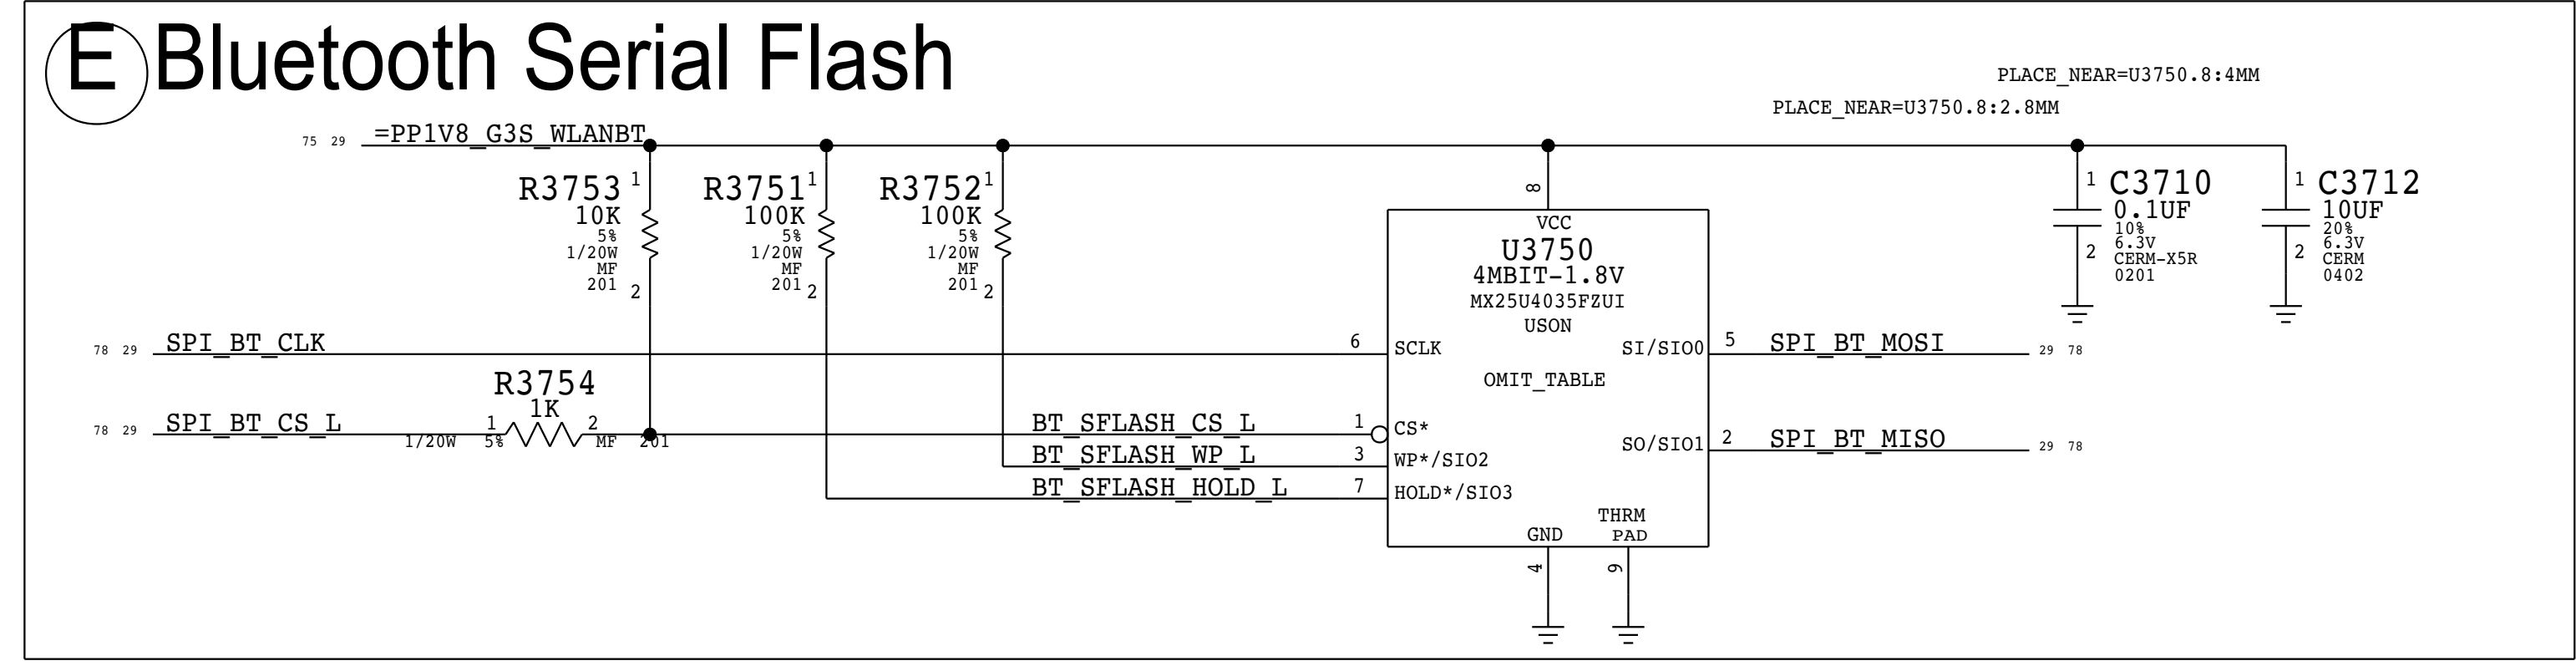 E Bluetooth Serial Flash
PLACE_NEAR=U3750.8:4MM
PLACE_NEAR=U3750.8:2.8MM
75 29 =PP1V8_G3S_WLANBT
R3753 1
10K
5%
1/20W
MF
201 2
R3751 1
100K
5%
1/20W
MF
201 2
R3752 1
100K
5%
1/20W
MF
201 2
8
VCC
U3750
4MBIT-1.8V
MX25U4035FZUI
USON
OMIT_TABLE
1 C3710
0.1UF
10%
6.3V
2 CERM-X5R
0201
1 C3712
10UF
20%
6.3V
2 CERM
0402
78 29 SPI_BT_CLK
6 SCLK
SI/SIO0 5 SPI_BT_MOSI 29 78
R3754
1K
78 29 SPI_BT_CS_L
1 2
1/20W 5% MF 201
BT_SFLASH_CS_L 1 CS*
BT_SFLASH_WP_L 3 WP*/SIO2
BT_SFLASH_HOLD_L 7 HOLD*/SIO3
SO/SIO1 2 SPI_BT_MISO 29 78
GND
THRM
PAD
4
9